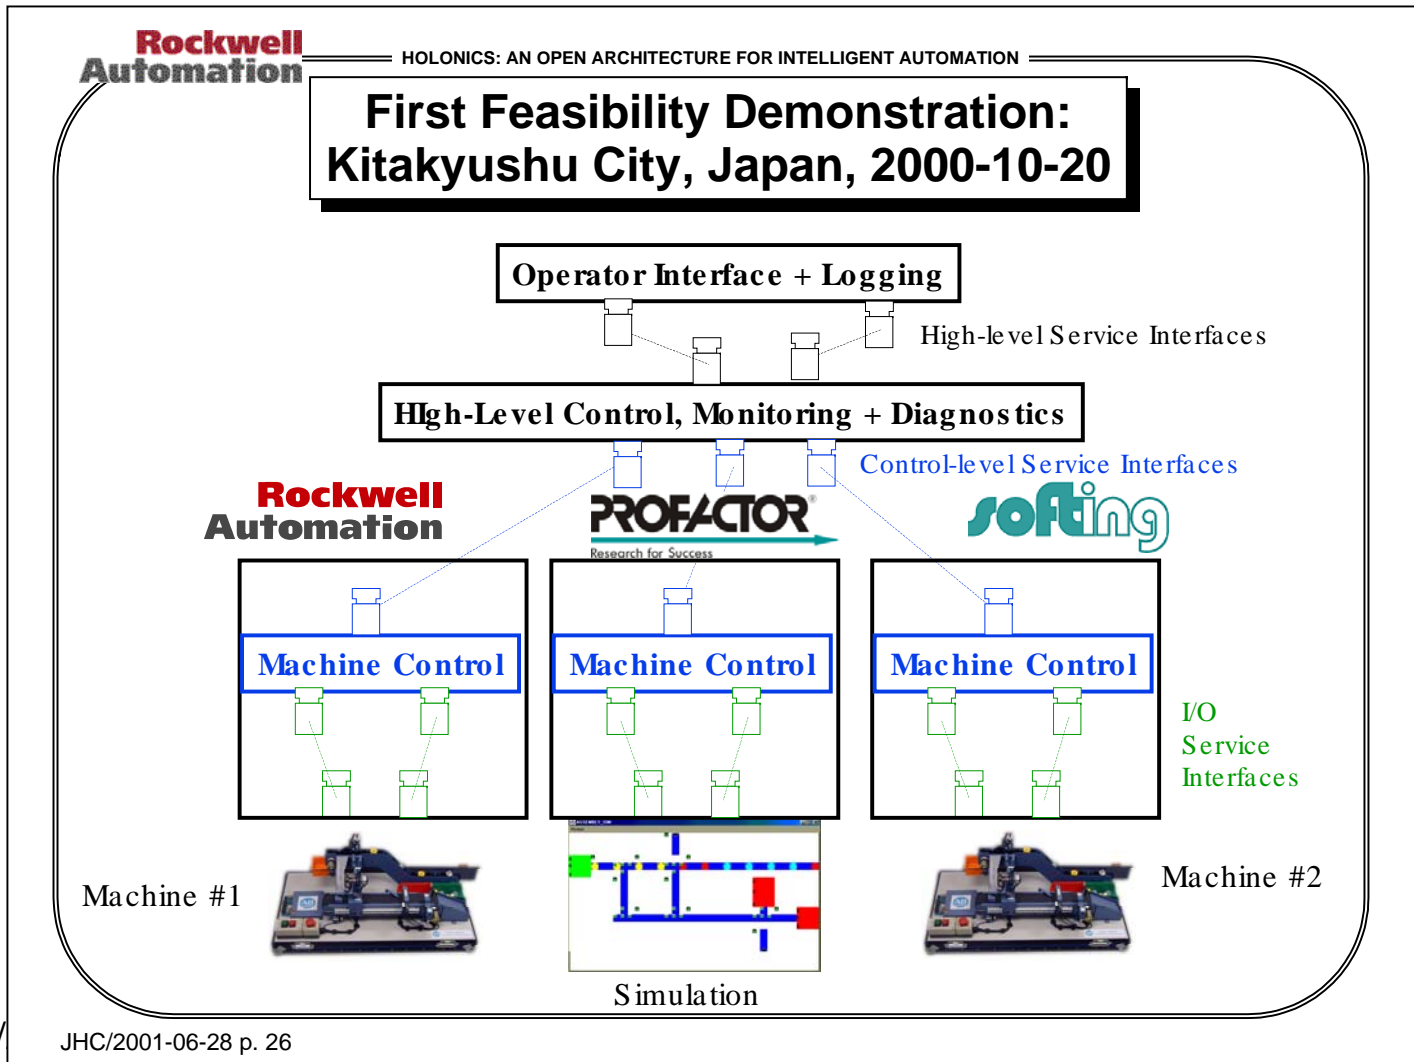 Rockwell
Automation
HOLONICS: AN OPEN ARCHITECTURE FOR INTELLIGENT AUTOMATION
First Feasibility Demonstration:
Kitakyushu City, Japan, 2000-10-20
Operator Interface + Logging
High-level Service Interfaces
HIgh-Level Control, Monitoring + Diagnostics
Control-level Service Interfaces
Rockwell
Automation
PROFACTOR®
Research for Success
softing
Machine Control
Machine Control
Machine Control
I/O
Service
Interfaces
Machine #1
Machine #2
Simulation
JHC/2001-06-28 p. 26